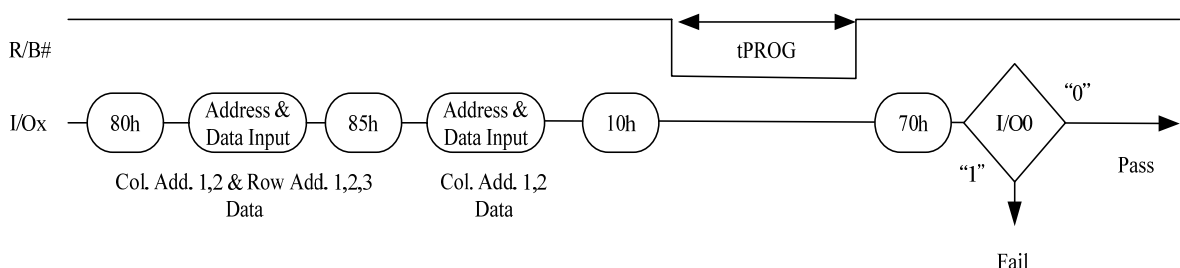 R/B#
tPROG
I/Ox
80h
Address &
Data Input
85h
Address &
Data Input
10h
70h
I/O0
“0”
“1”
Pass
Fail
Col. Add. 1,2 & Row Add. 1,2,3
Data
Col. Add. 1,2
Data